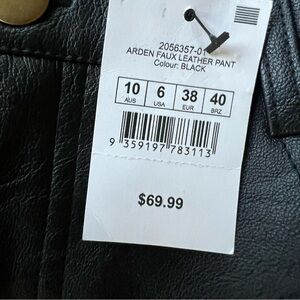 2056357-01
ARDEN FAUX LEATHER PANT
Colour: BLACK
10 6 38 40
AUS USA EUR BRZ
9 359197 783113
$69.99